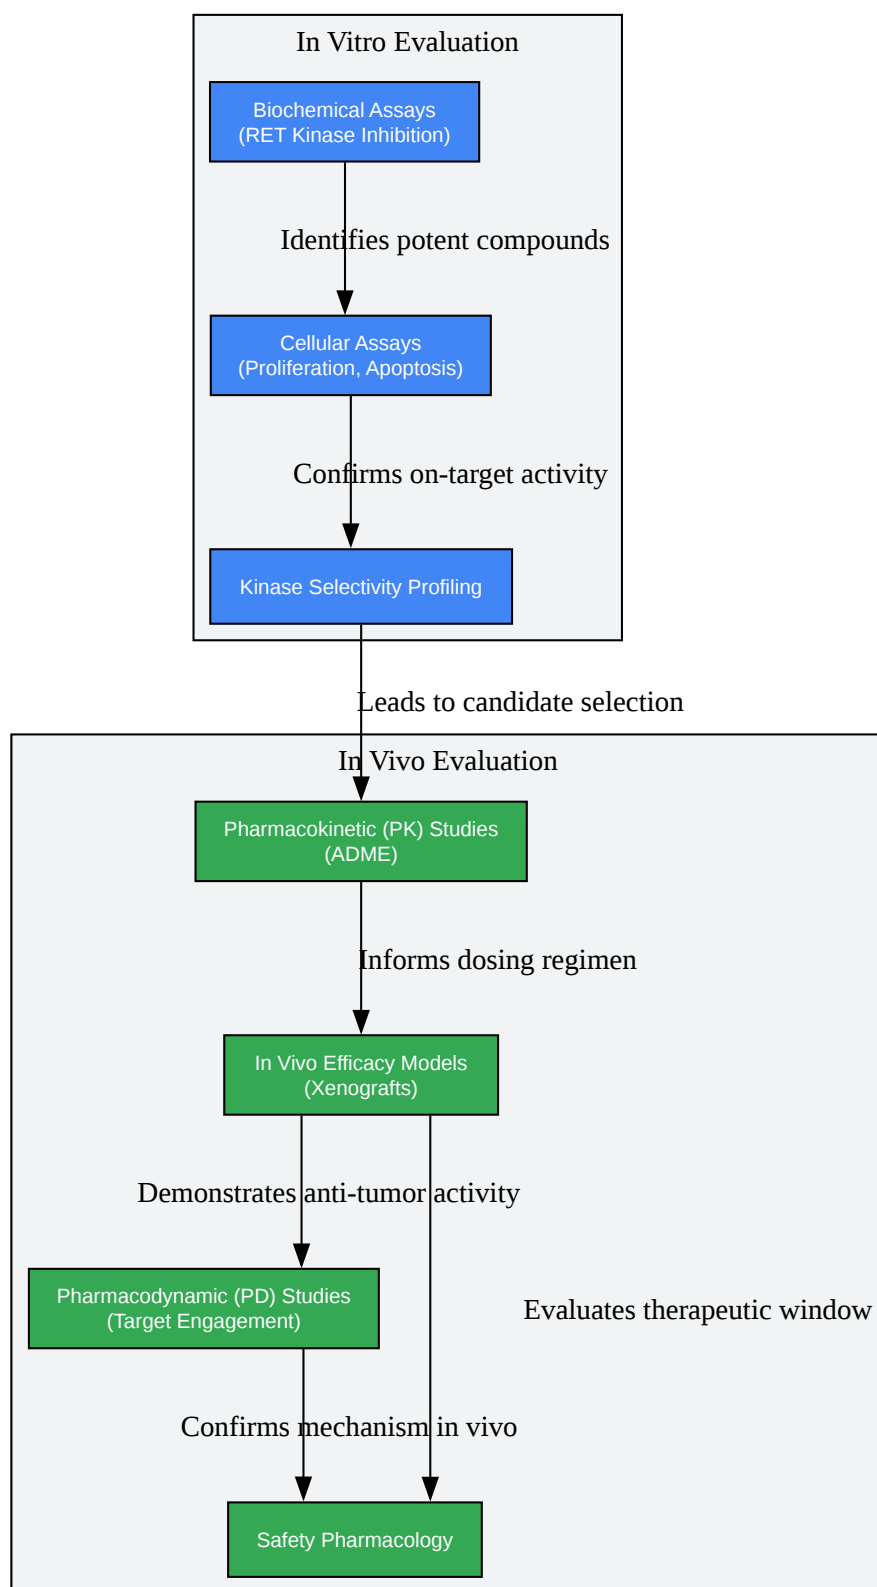 In Vitro Evaluation
Biochemical Assays
(RET Kinase Inhibition)
Identifies potent compounds
Cellular Assays
(Proliferation, Apoptosis)
Confirms on-target activity
Kinase Selectivity Profiling
Leads to candidate selection
In Vivo Evaluation
Pharmacokinetic (PK) Studies
(ADME)
Informs dosing regimen
In Vivo Efficacy Models
(Xenografts)
Demonstrates anti-tumor activity
Pharmacodynamic (PD) Studies
(Target Engagement)
Evaluates therapeutic window
Confirms mechanism in vivo
Safety Pharmacology